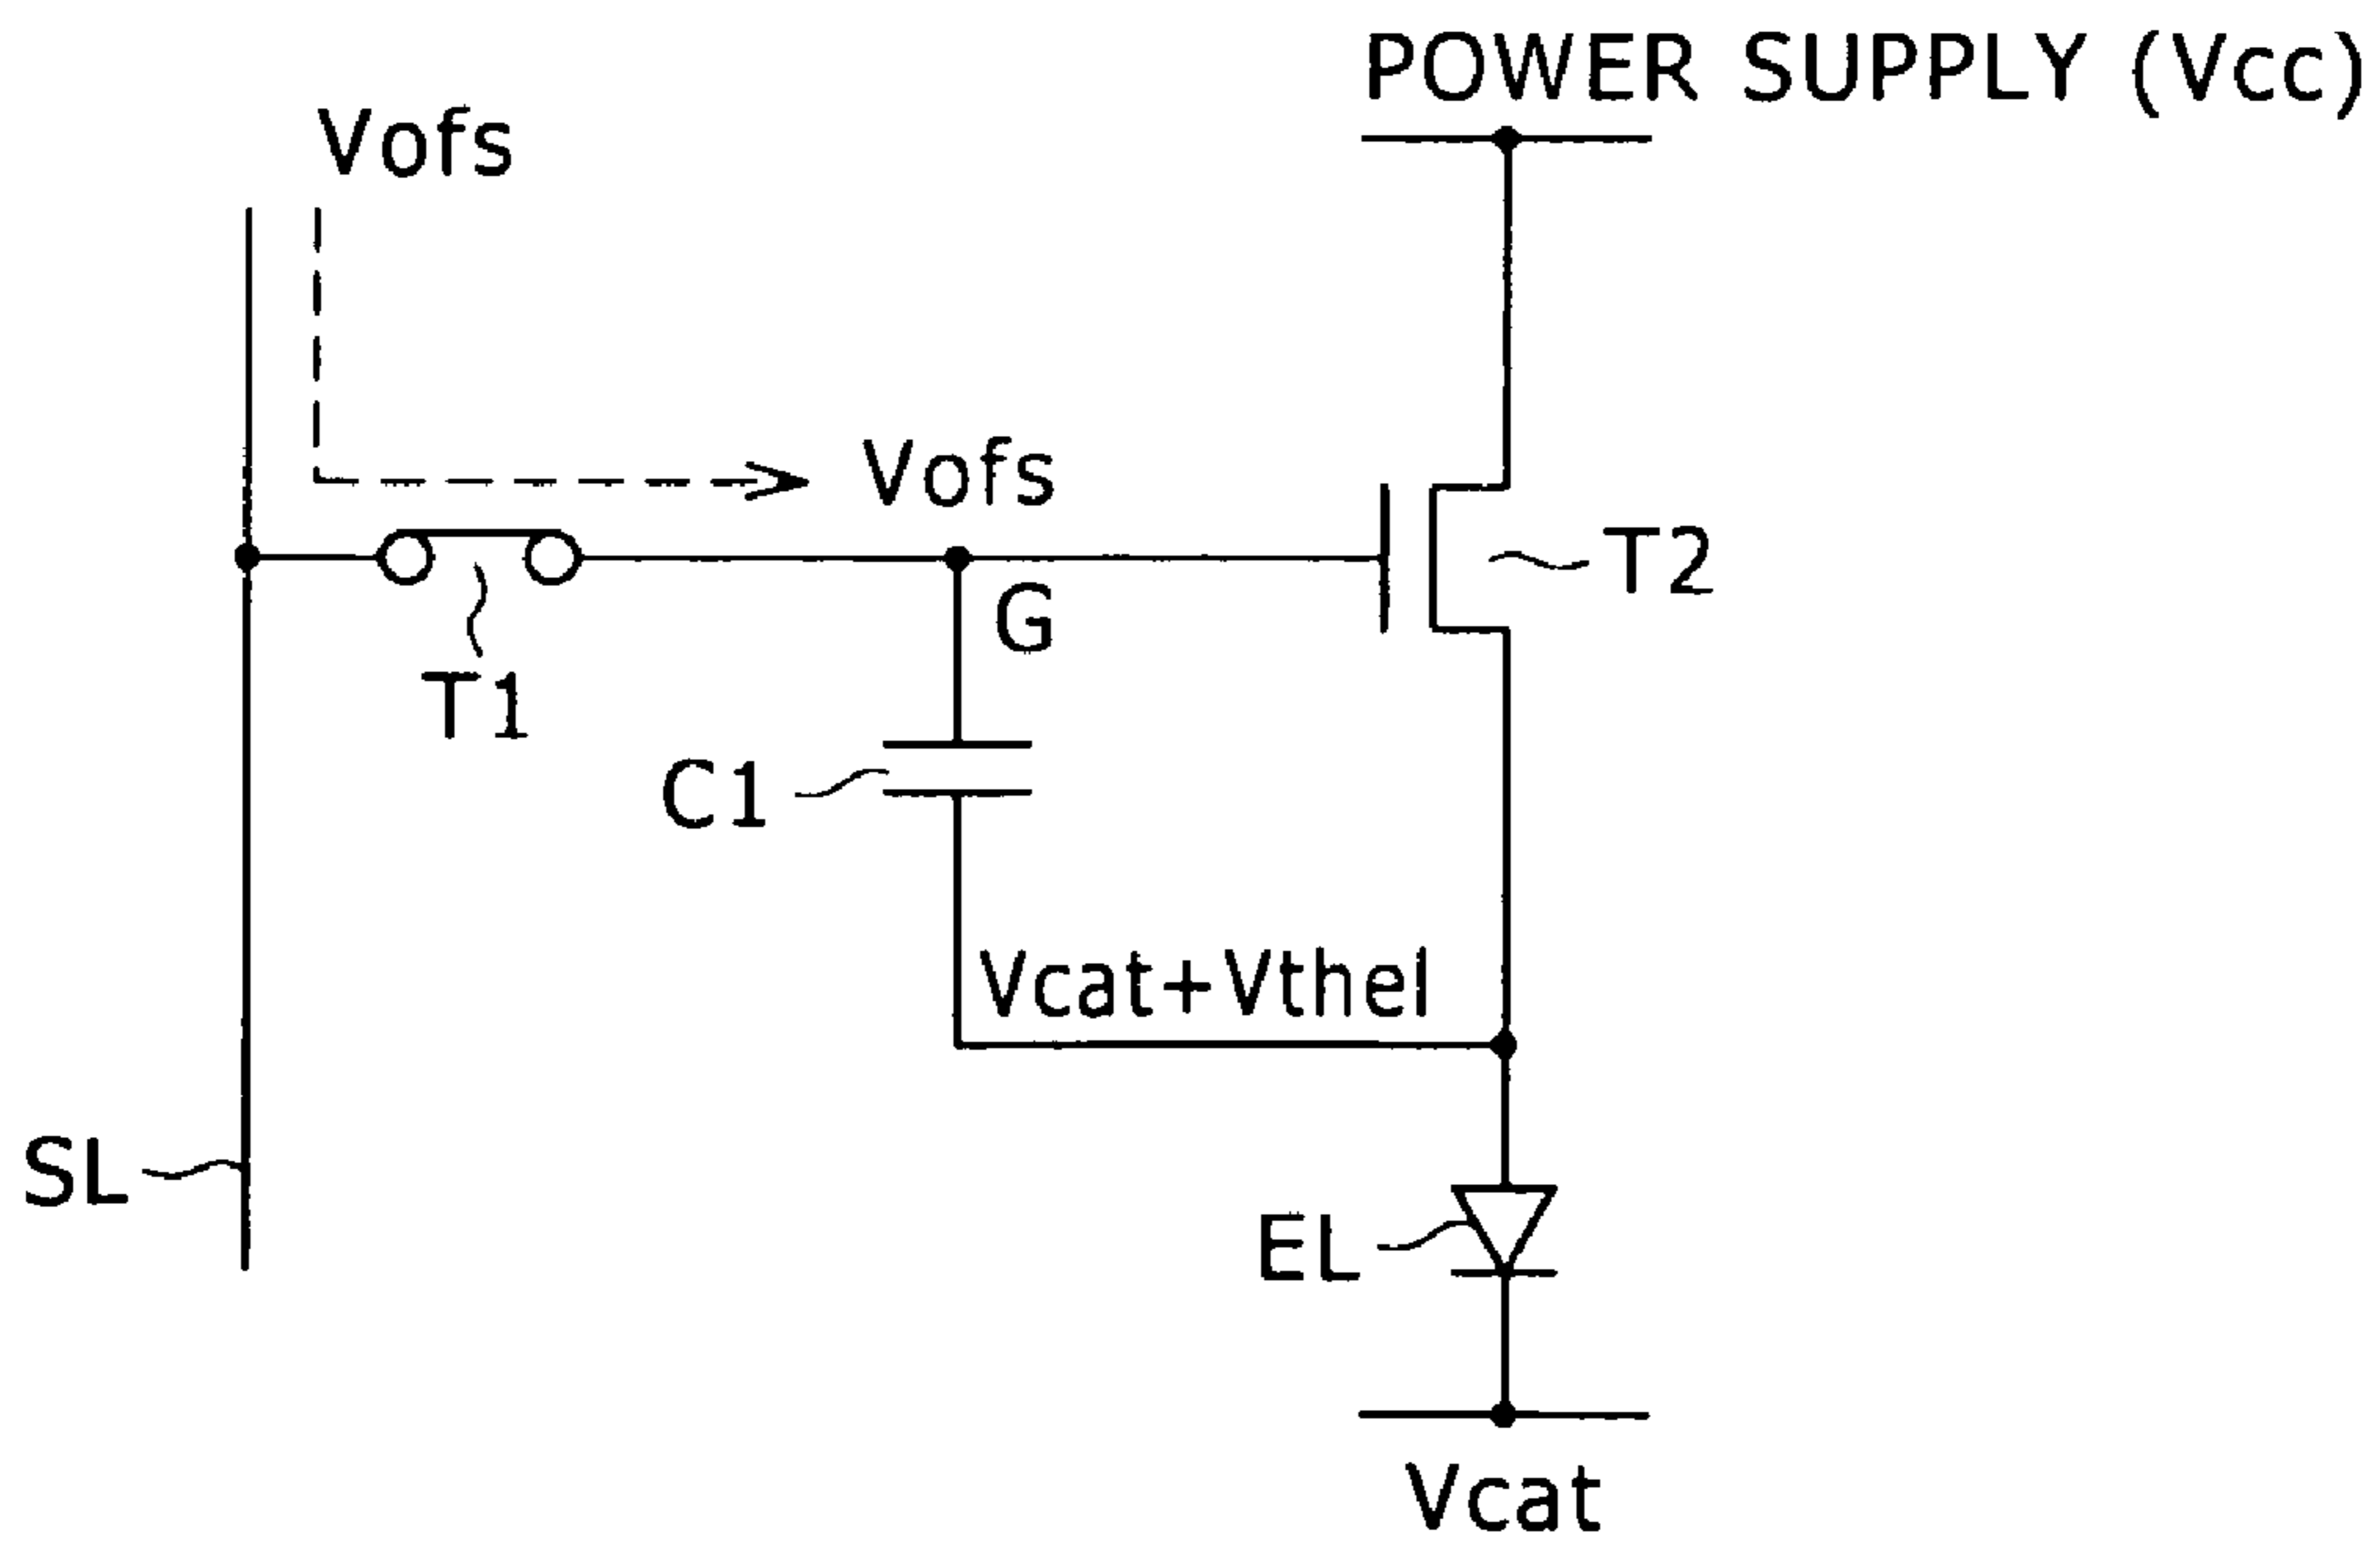 POWER SUPPLY (Vcc)
Vofs
Vofs
T2
G
T1
C1
Vcat+Vthel
SL
EL
Vcat